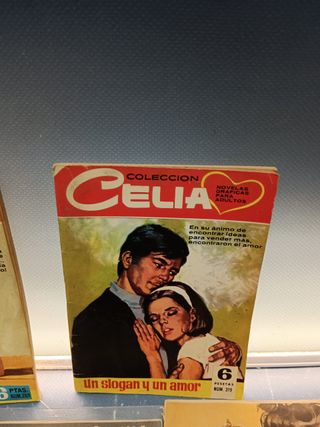 COLECCION
CELIA
NOVELAS
GRAFICAS
PARA
ADULTOS
En su ánimo de
encontrar ideas
para vender más,
encontraron el amor
un slogan y un amor
6
PESETAS
NUM. 219
PTAS.